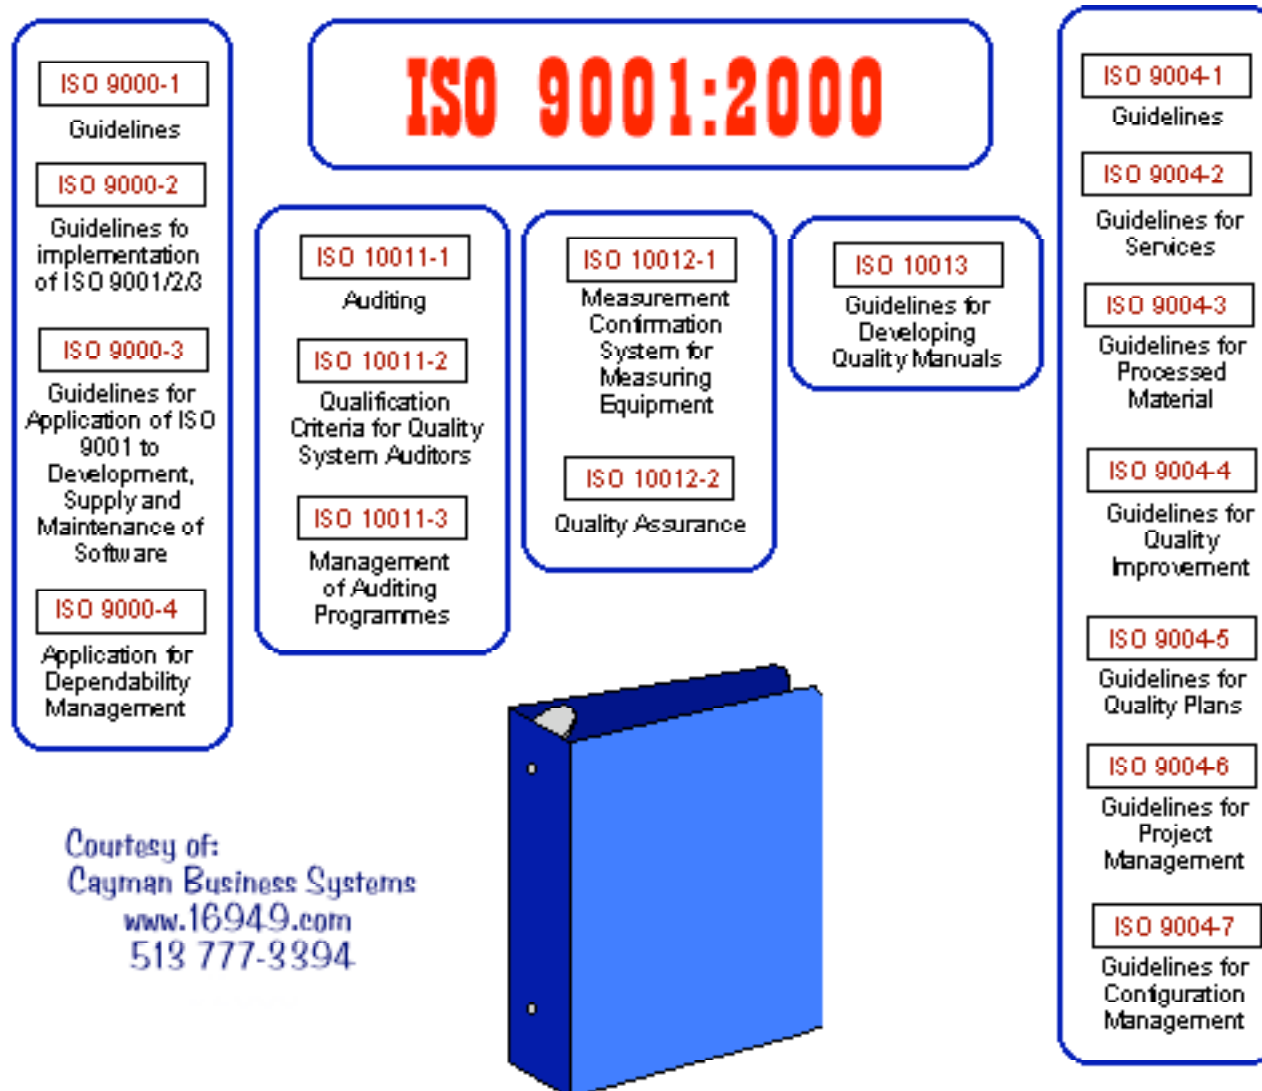 ISO 9000-1
Guidelines
ISO 9000-2
Guidelines fo
implementation
of ISO 9001/2/3
ISO 9000-3
Guidelines for
Application of ISO
9001 to
Development,
Supply and
Maintenance of
Software
ISO 9000-4
Application for
Dependability
Management
ISO 9001:2000
ISO 10011-1
Auditing
ISO 10011-2
Qualification
Criteria for Quality
System Auditors
ISO 10011-3
Management
of Auditing
Programmes
ISO 10012-1
Measurement
Confirmation
System for
Measuring
Equipment
ISO 10012-2
Quality Assurance
ISO 10013
Guidelines for
Developing
Quality Manuals
ISO 9004-1
Guidelines
ISO 9004-2
Guidelines for
Services
ISO 9004-3
Guidelines for
Processed
Material
ISO 9004-4
Guidelines for
Quality
Improvement
ISO 9004-5
Guidelines for
Quality Plans
ISO 9004-6
Guidelines for
Project
Management
ISO 9004-7
Guidelines for
Configuration
Management
Courtesy of:
Cayman Business Systems
www.16949.com
513 777-3394